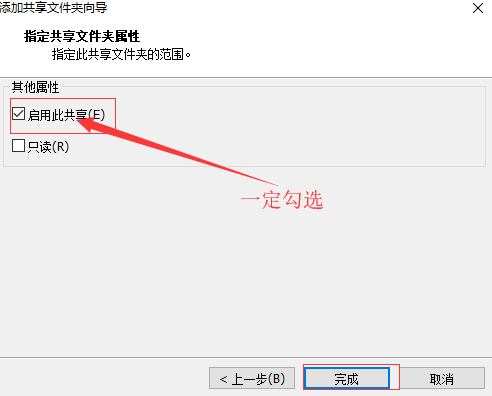 添加共享文件夹向导
指定共享文件夹属性
指定此共享文件夹的范围。
其他属性
启用此共享(E)
只读(R)
一定勾选
< 上一步(B)
完成
取消